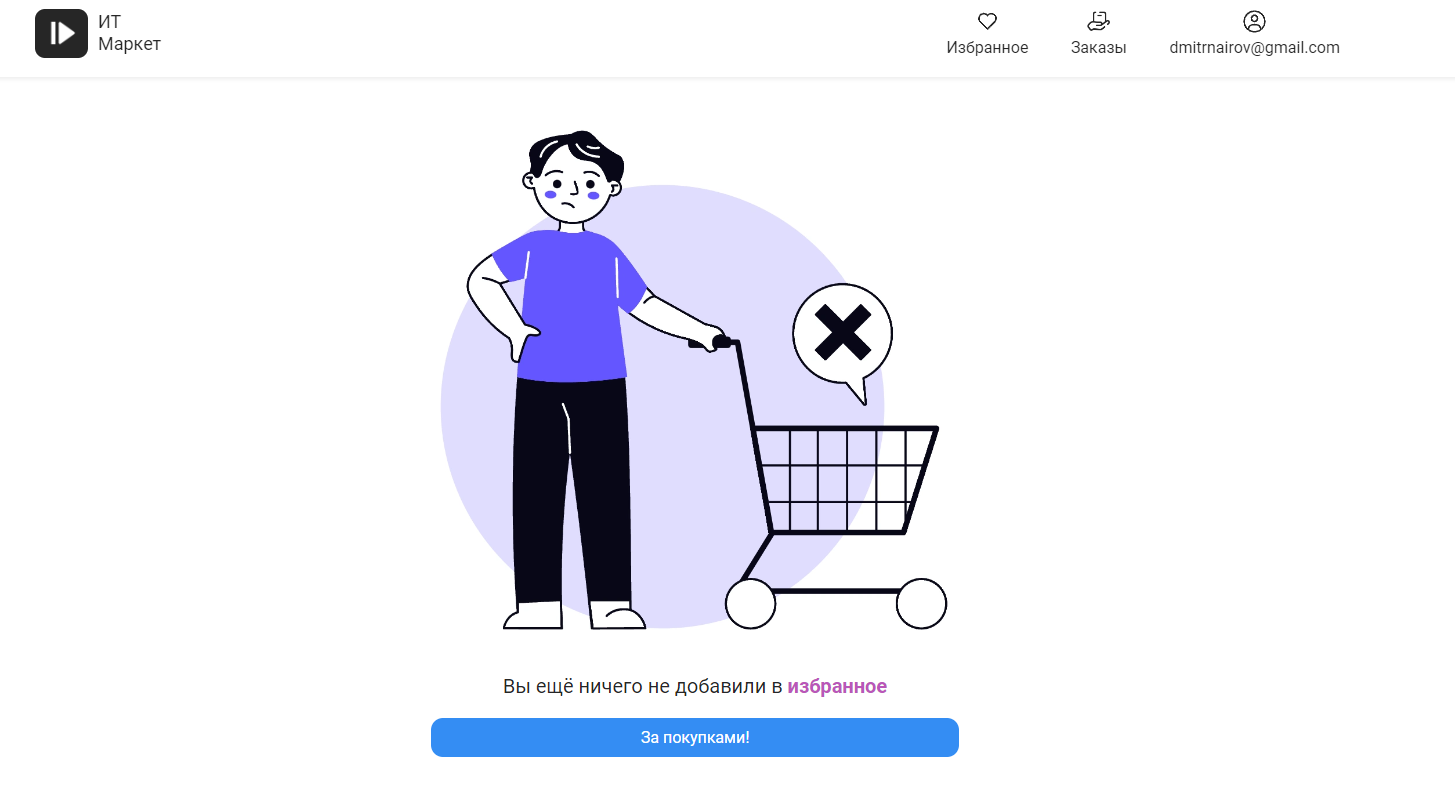 ИТ
Маркет
Избранное
Заказы
dmitrnairov@gmail.com
Вы ещё ничего не добавили в избранное
За покупками!